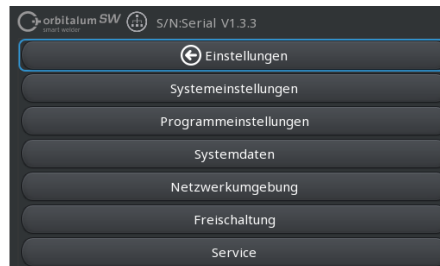 orbitalum SW S/N:Serial V1.3.3
smart welder
Einstellungen
Systemeinstellungen
Programmeinstellungen
Systemdaten
Netzwerkumgebung
Freischaltung
Service